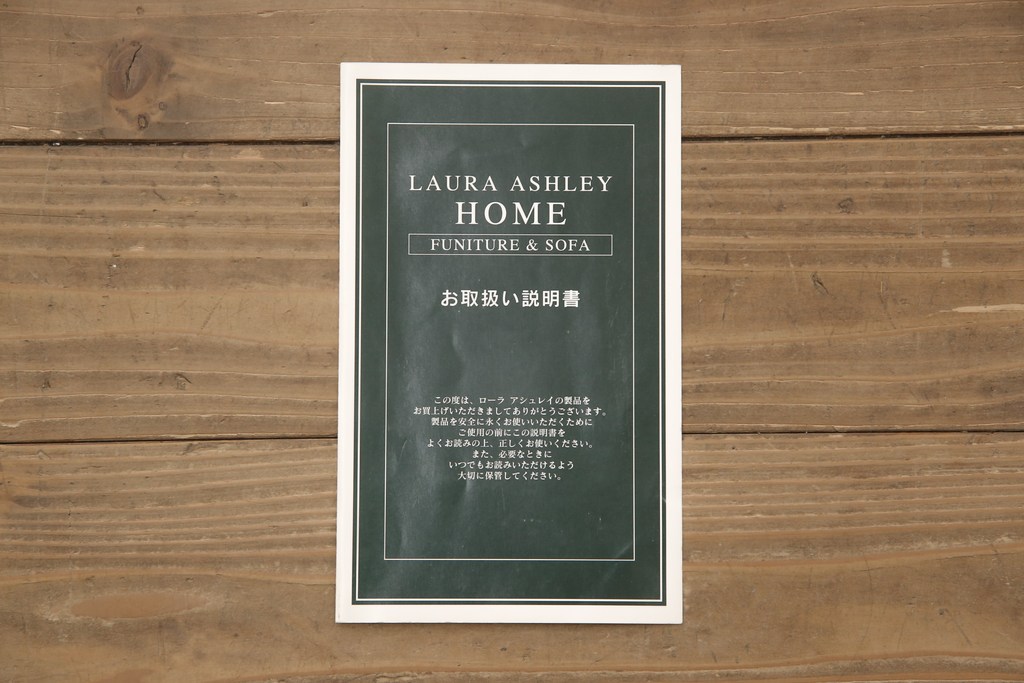 LAURA ASHLEY
HOME
FUNITURE & SOFA
お取扱い説明書
この度は、ローラ アシュレイの製品を
お買上げいただきましてありがとうございます。
製品を安全に永くお使いいただくために
ご使用の前にこの説明書を
よくお読みの上、正しくお使いください。
また、必要なときに
いつでもお読みいただけるよう
大切に保管してください。